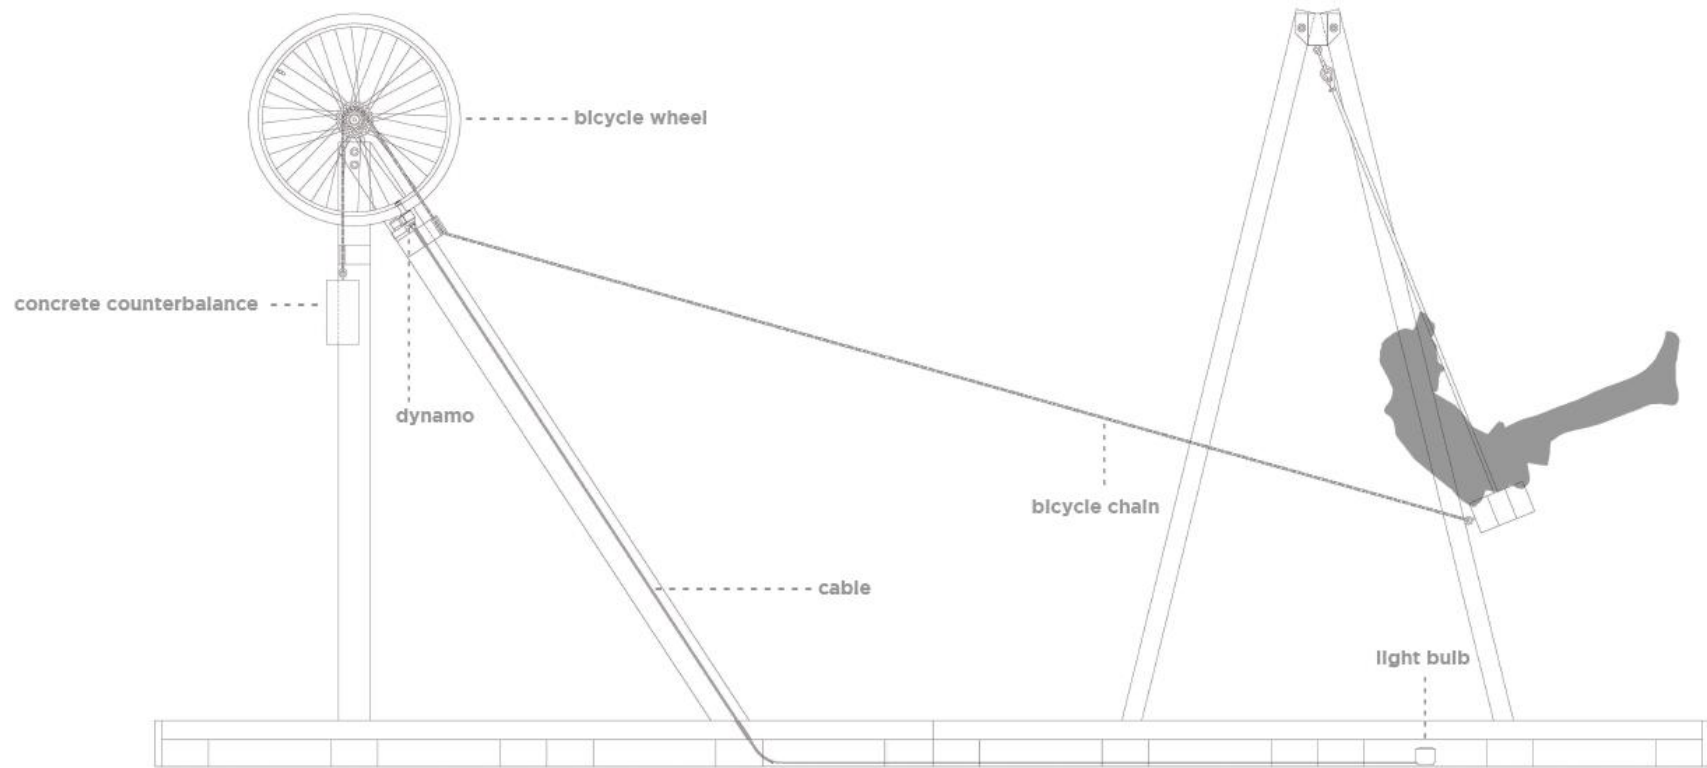 bicycle wheel
concrete counterbalance
dynamo
bicycle chain
cable
light bulb